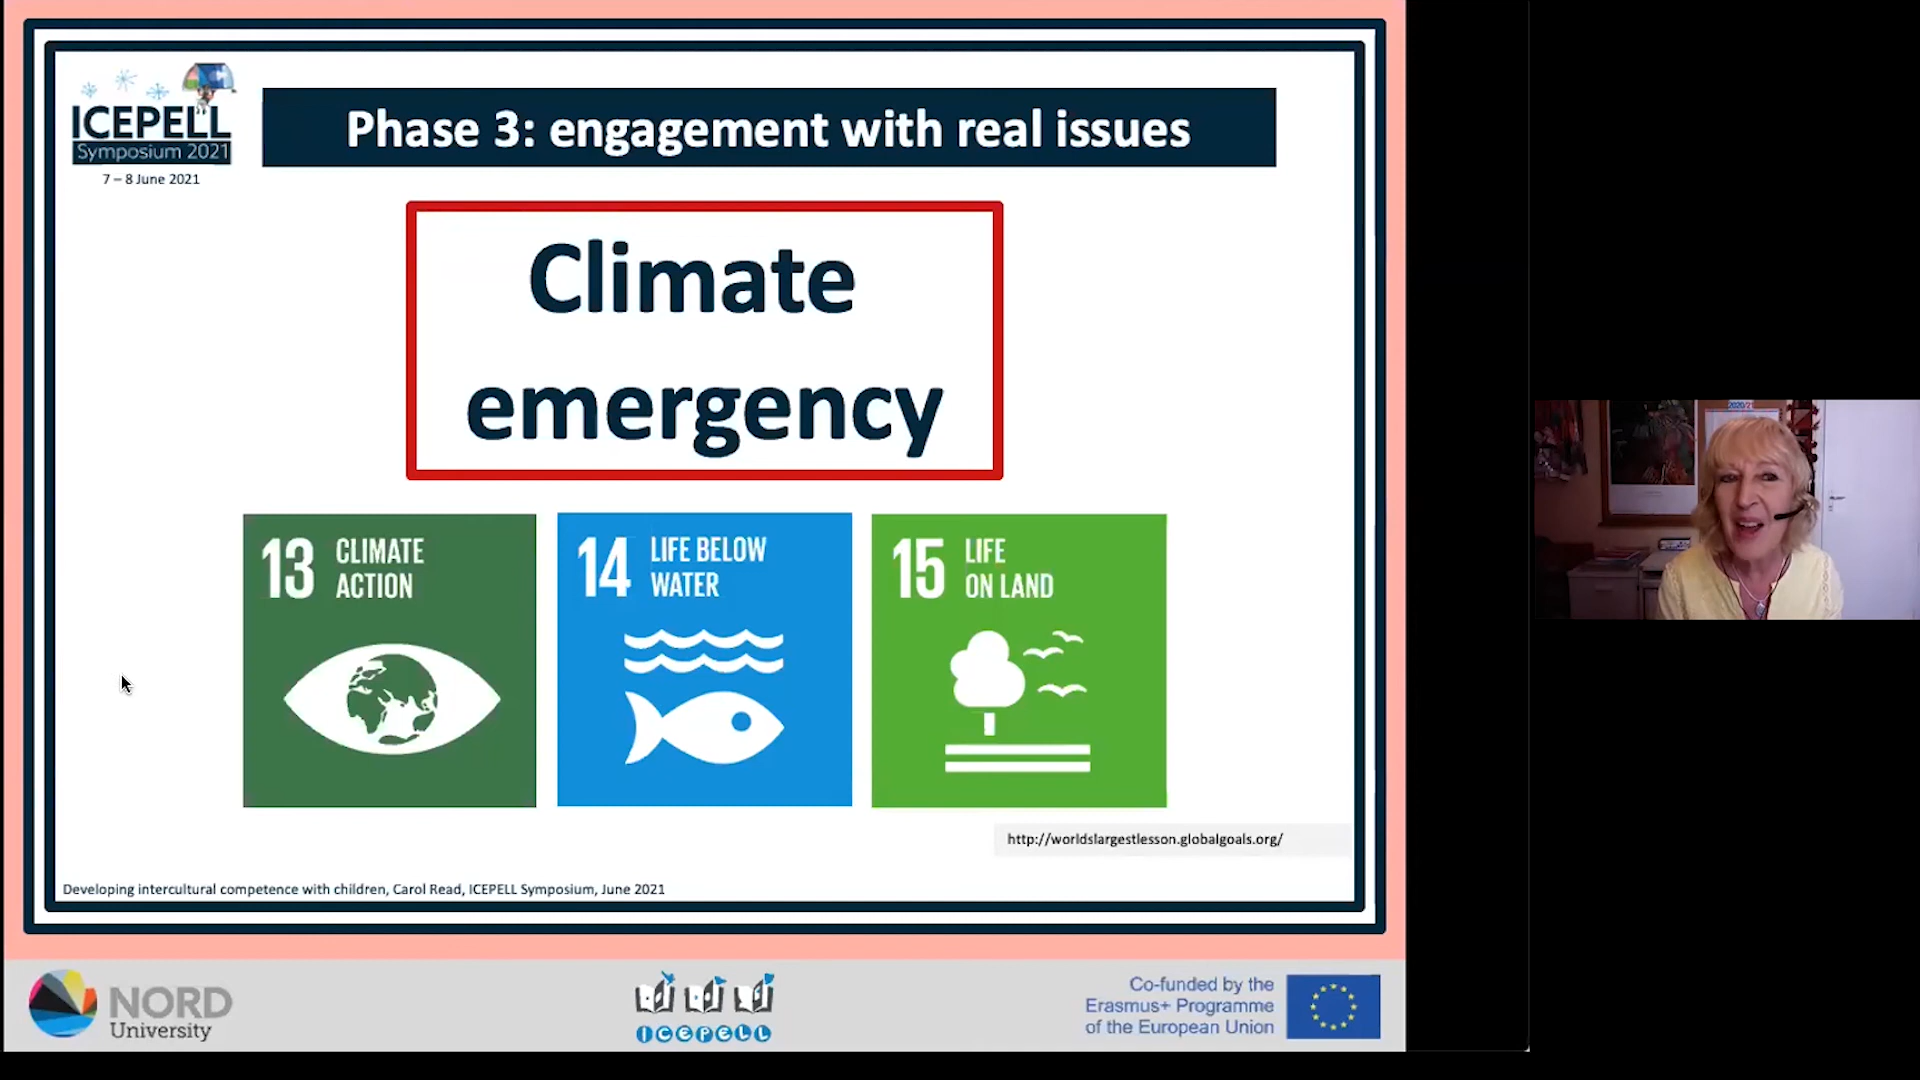 ICEPELL
Symposium 2021
7 – 8 June 2021
Phase 3: engagement with real issues
Climate
emergency
13 CLIMATE
ACTION
14 LIFE BELOW
WATER
15 LIFE
ON LAND
http://worldslargestlesson.globalgoals.org/
Developing intercultural competence with children, Carol Read, ICEPELL Symposium, June 2021
NORD
University
ICEPELL
Co-funded by the
Erasmus+ Programme
of the European Union
2020/21